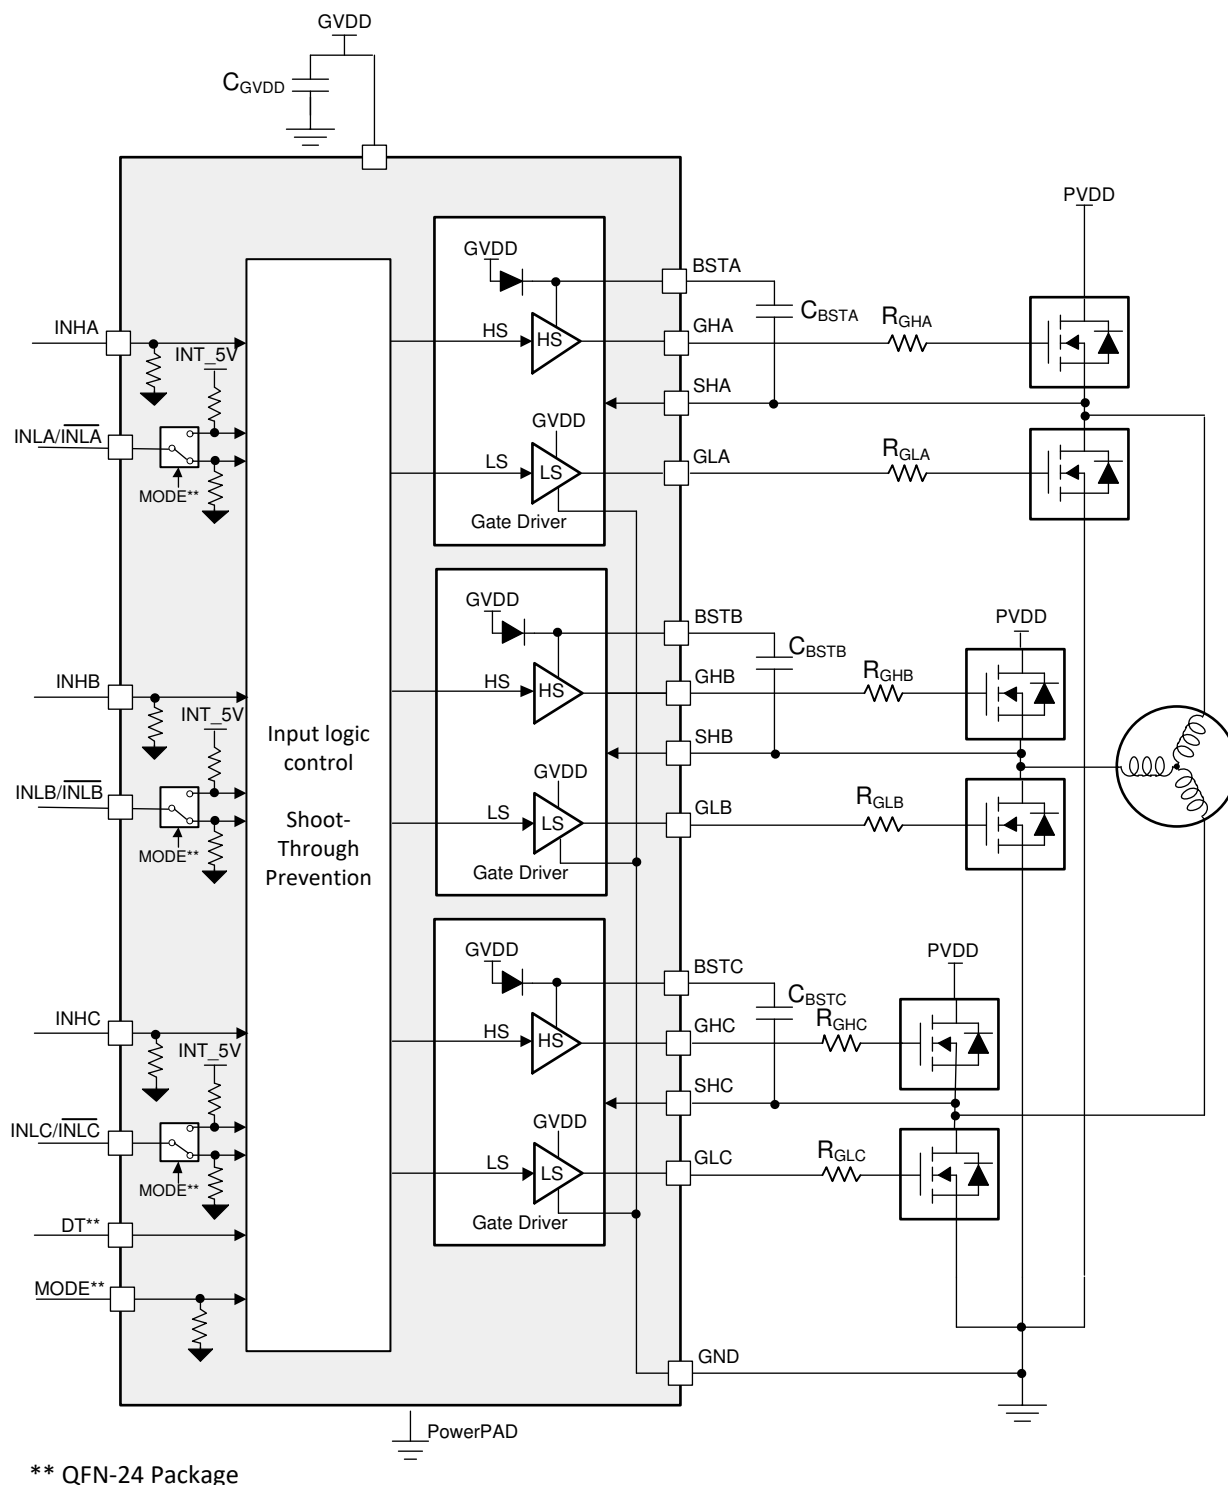 GVDD
CGVDD
PVDD
GVDD
BSTA
CBSTA
INHA
HS
HS
GHA
RGHA
INT_5V
SHA
INLA/INLA
GVDD
MODE**
LS
LS
GLA
RGLA
Gate Driver
GVDD
BSTB
PVDD
CBSTB
INHB
HS
HS
GHB
RGHB
INT_5V
Input logic
control
SHB
INLB/INLB
GVDD
MODE**
Shoot-
Through
Prevention
LS
LS
GLB
RGLB
Gate Driver
GVDD
BSTC
PVDD
CBSTC
INHC
HS
HS
GHC
RGHC
INT_5V
SHC
INLC/INLC
GVDD
MODE**
LS
LS
GLC
RGLC
Gate Driver
DT**
MODE**
GND
PowerPAD
** QFN-24 Package